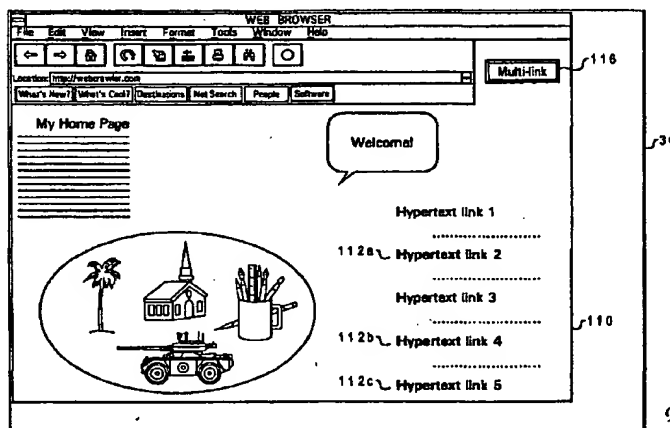 WEB BROWSER
File Edit View Insert Format Tools Window Help
Multi-link
116
Location: http://webcrawler.com
What's New? What's Cool? Destinations Net Search People Software
My Home Page
Welcome!
Hypertext link 1
112a Hypertext link 2
Hypertext link 3
110
112b Hypertext link 4
112c Hypertext link 5